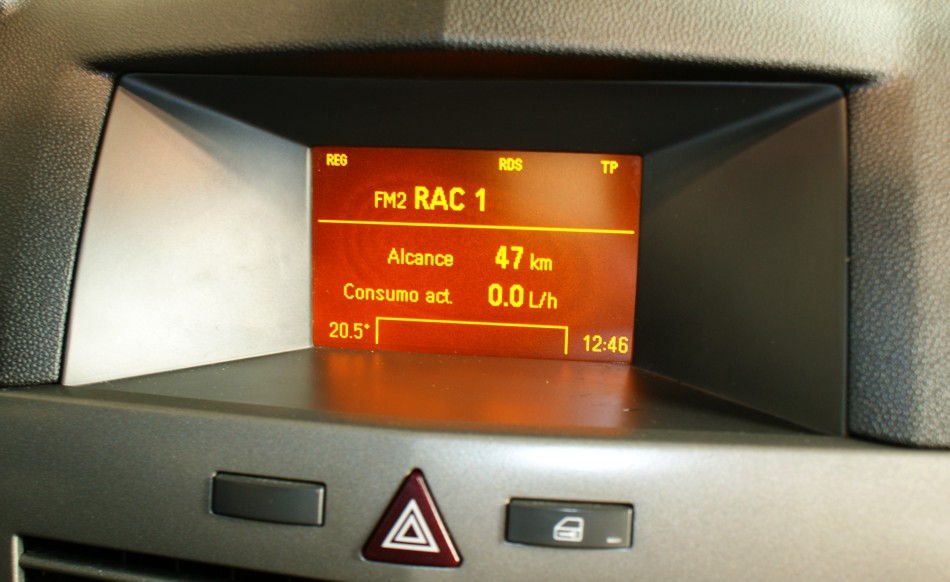 REG RDS TP
FM2 RAC 1
Alcance 47 km
Consumo act. 0.0 L/h
20.5° 12:46